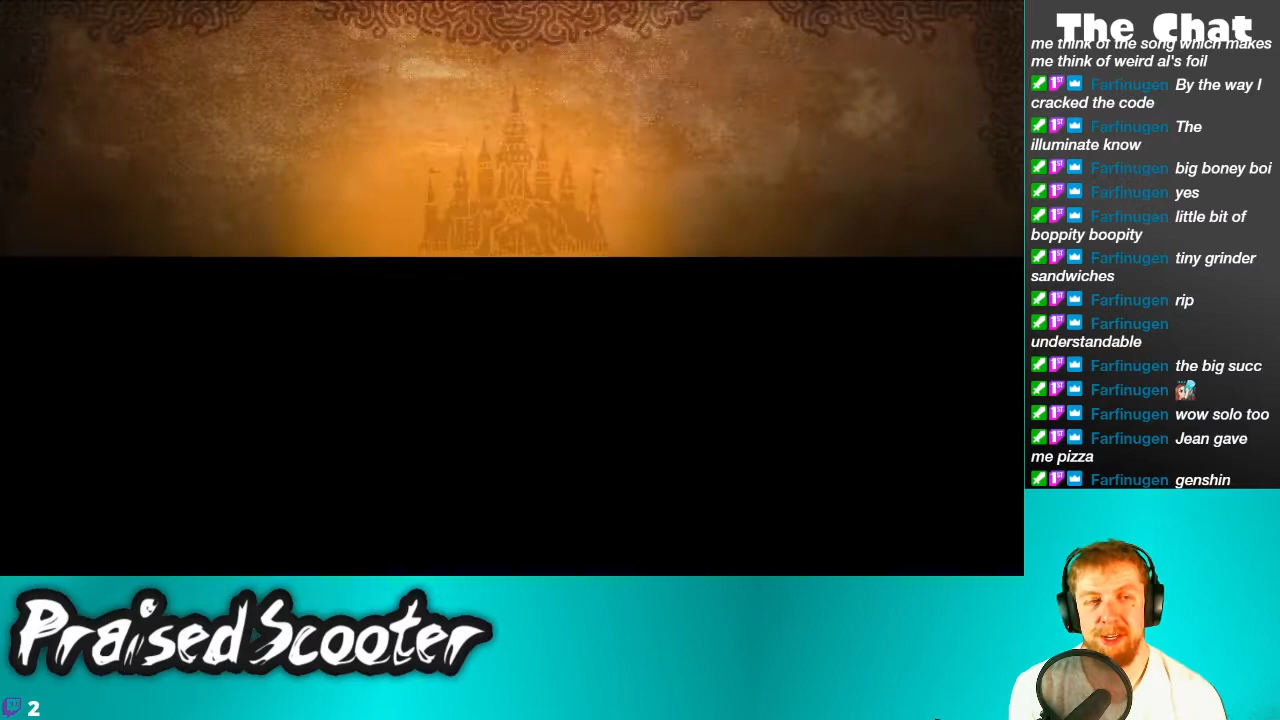 The Chat
me think of the song which makes
me think of weird al's foil
Farfinugen By the way I
cracked the code
Farfinugen The
illuminate know
Farfinugen big boney boi
Farfinugen yes
Farfinugen little bit of
boppity boopity
Farfinugen tiny grinder
sandwiches
Farfinugen rip
Farfinugen
understandable
Farfinugen the big succ
Farfinugen
Farfinugen wow solo too
Farfinugen Jean gave
me pizza
Farfinugen genshin
Praised Scooter
2